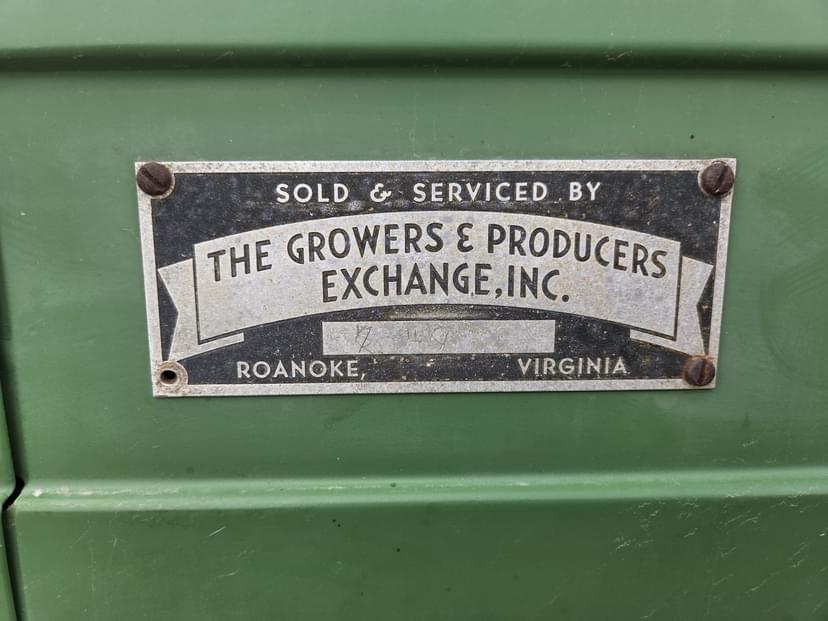 SOLD & SERVICED BY
THE GROWERS & PRODUCERS
EXCHANGE, INC.
ROANOKE, VIRGINIA